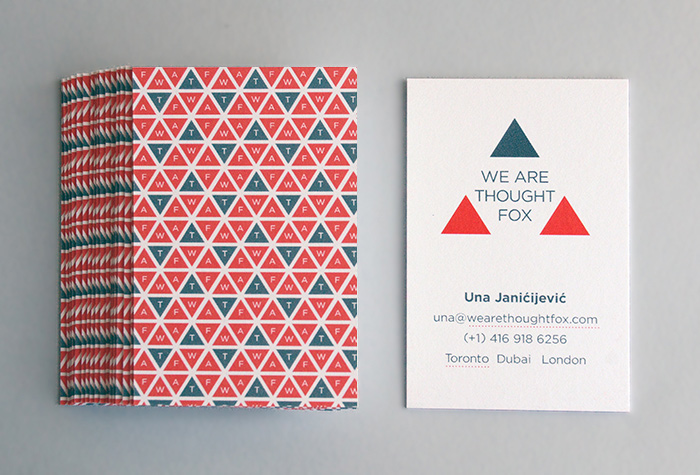 WE ARE
THOUGHT
FOX
Una Janićijević
una@wearethoughtfox.com
(+1) 416 918 6256
Toronto Dubai London